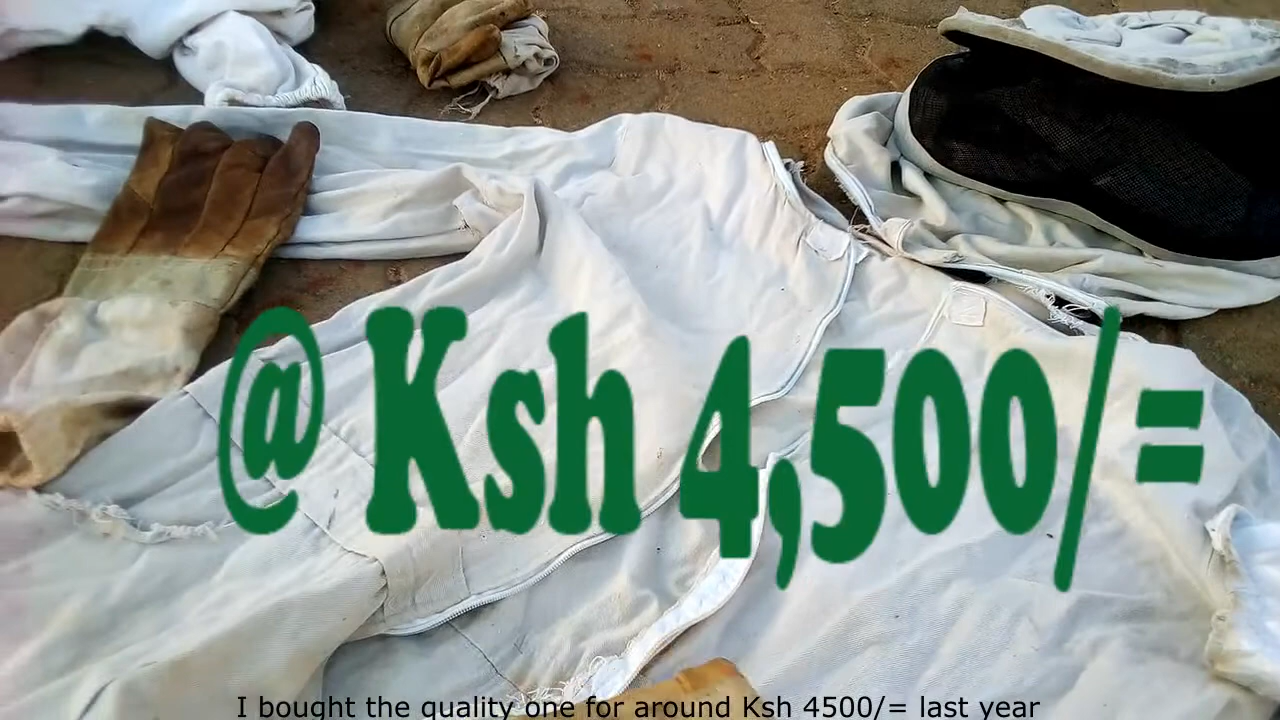 @ Ksh 4,500/=
I bought the quality one for around Ksh 4500/= last year